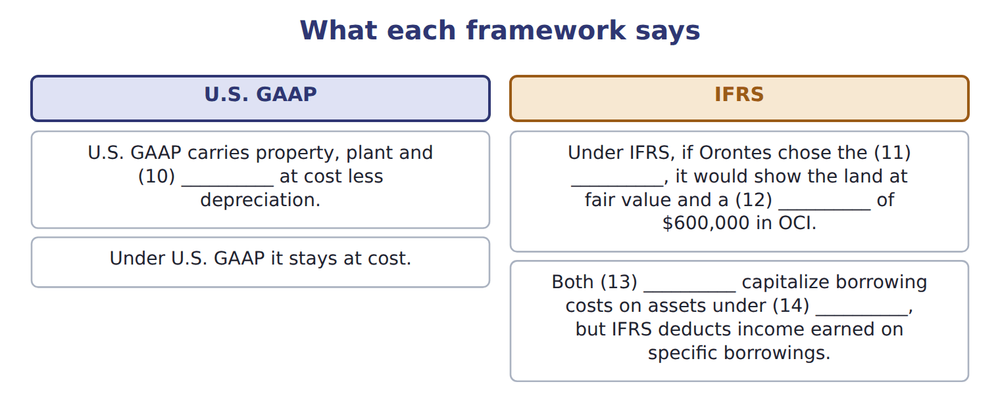 What each framework says
U.S. GAAP
U.S. GAAP carries property, plant and
(10) __________ at cost less
depreciation.
Under U.S. GAAP it stays at cost.
IFRS
Under IFRS, if Orontes chose the (11)
__________, it would show the land at
fair value and a (12) __________ of
$600,000 in OCI.
Both (13) __________ capitalize borrowing
costs on assets under (14) __________,
but IFRS deducts income earned on
specific borrowings.